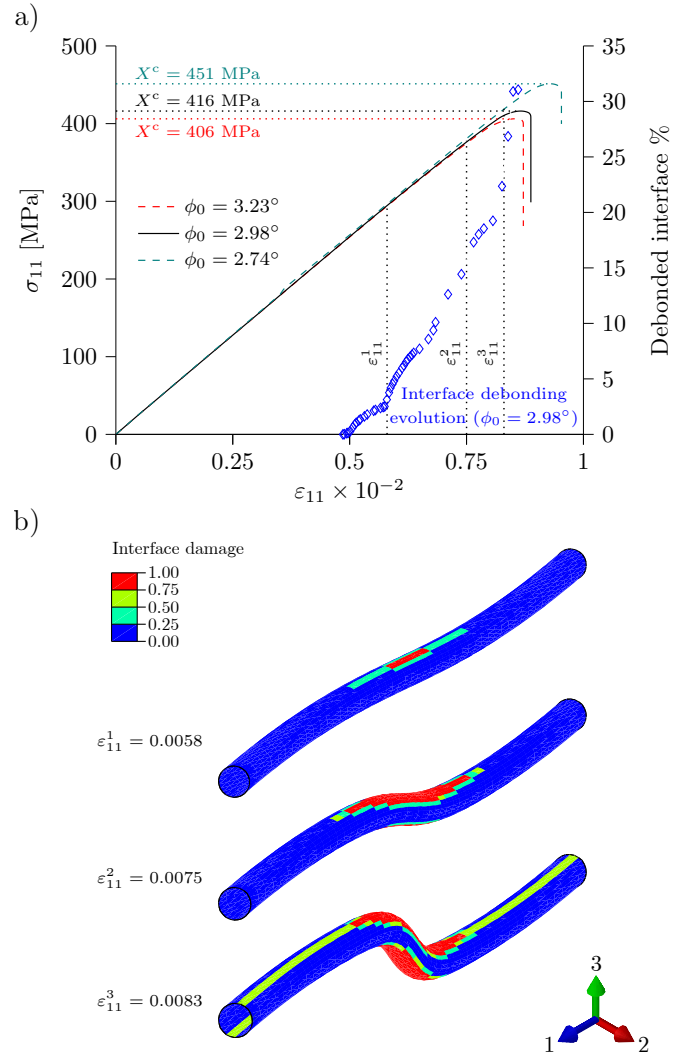 a)
500
400
300
200
100
0
σ₁₁ [MPa]
Xᶜ = 451 MPa
Xᶜ = 416 MPa
Xᶜ = 406 MPa
ϕ₀ = 3.23°
ϕ₀ = 2.98°
ϕ₀ = 2.74°
ε¹₁₁
ε²₁₁
ε³₁₁
Interface debonding
evolution (ϕ₀ = 2.98°)
35
30
25
20
15
10
5
0
Debonded interface %
0 0.25 0.5 0.75 1
ε₁₁ × 10⁻²
b)
Interface damage
1.00
0.75
0.50
0.25
0.00
ε¹₁₁ = 0.0058
ε²₁₁ = 0.0075
ε³₁₁ = 0.0083
3
1 2